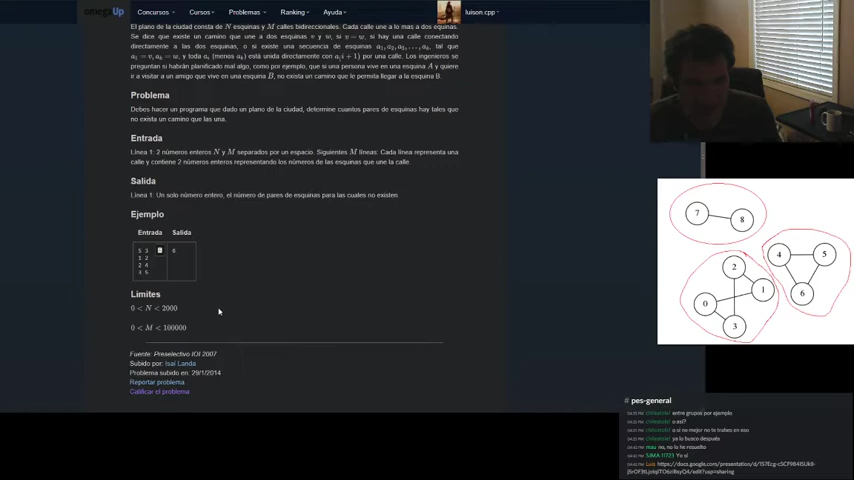 omegaUp
Concursos
Cursos
Problemas
Ranking
Ayuda
luison.cpp
El plano de la ciudad consta de N esquinas y M calles bidireccionales. Cada calle une a lo mas a dos equinas.
Se dice que existe un camino que une a dos esquinas v y w, si v = w, si hay una calle conectando
directamente a las dos esquinas, o si existe una secuencia de esquinas a1, a2, a3, . . . , ak, tal que
a1 = v, ak = w, y toda ai (menos ak) está unida directamente con a(i + 1) por una calle. Los ingenieros se
preguntan si habrán planificado mal algo, como por ejemplo, que si una persona vive en una esquina A y quiere
ir a visitar a un amigo que vive en una esquina B, no exista un camino que le permita llegar a la esquina B.
Problema
Debes hacer un programa que dado un plano de la ciudad, determine cuantos pares de esquinas hay tales que
no exista un camino que las una.
Entrada
Línea 1: 2 números enteros N y M separados por un espacio. Siguientes M líneas: Cada línea representa una
calle y contiene 2 números enteros representando los números de las esquinas que une la calle.
Salida
Línea 1: Un solo número entero, el número de pares de esquinas para las cuales no existen
Ejemplo
Entrada Salida
5 3 6
1 2
2 4
3 5
Limites
0 < N < 2000
0 < M < 100000
Fuente: Preselectivo IOI 2007
Subido por: Isaí Landa
Problema subido en: 29/1/2014
Reportar problema
Calificar el problema
7
8
4
5
6
2
1
0
3
# pes-general
entre grupos por ejemplo
o así?
o si no mejor no te trabes en eso
ya lo busco después
mau no, no lo he resuelto
SJMA 11723 Yo sí
Luis